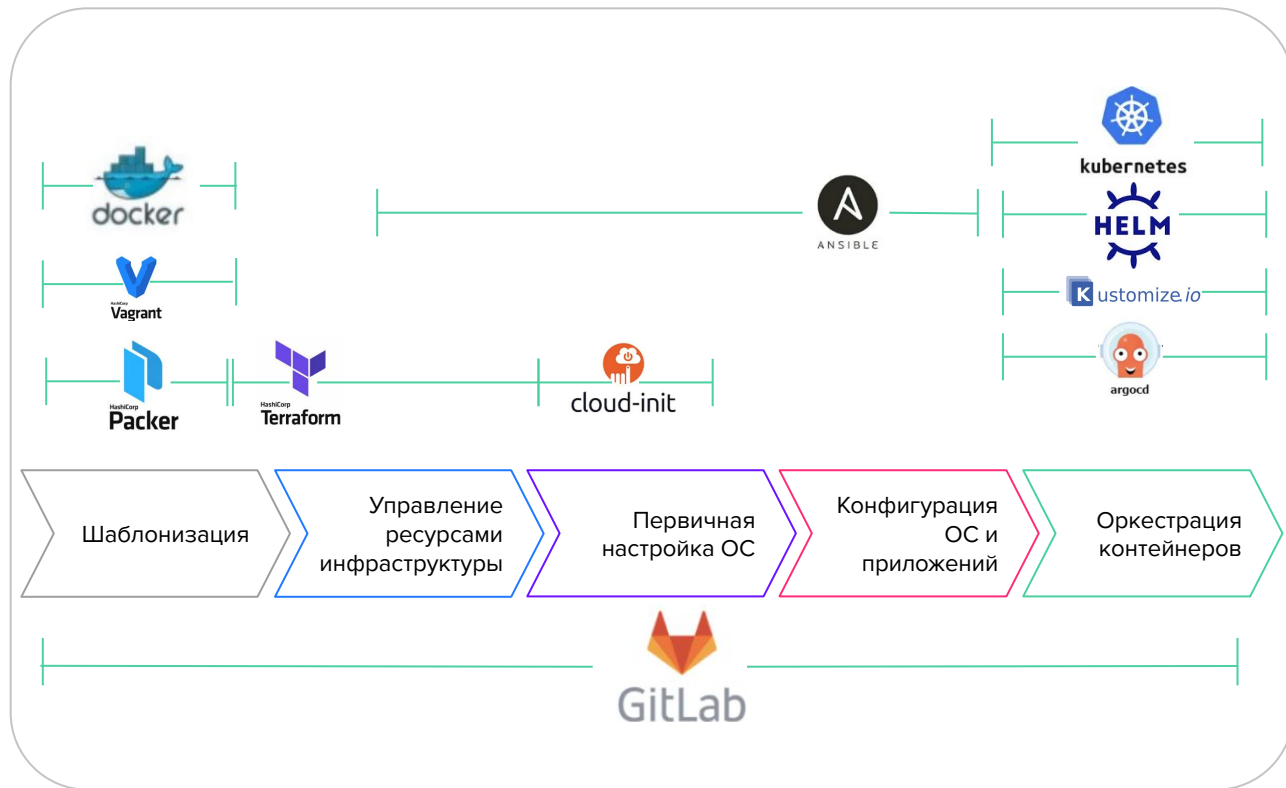 kubernetes
docker
ANSIBLE
HELM
HashiCorp
Vagrant
Kustomize.io
HashiCorp
Packer
HashiCorp
Terraform
cloud-init
argocd
Шаблонизация
Управление
ресурсами
инфраструктуры
Первичная
настройка ОС
Конфигурация
ОС и
приложений
Оркестрация
контейнеров
GitLab